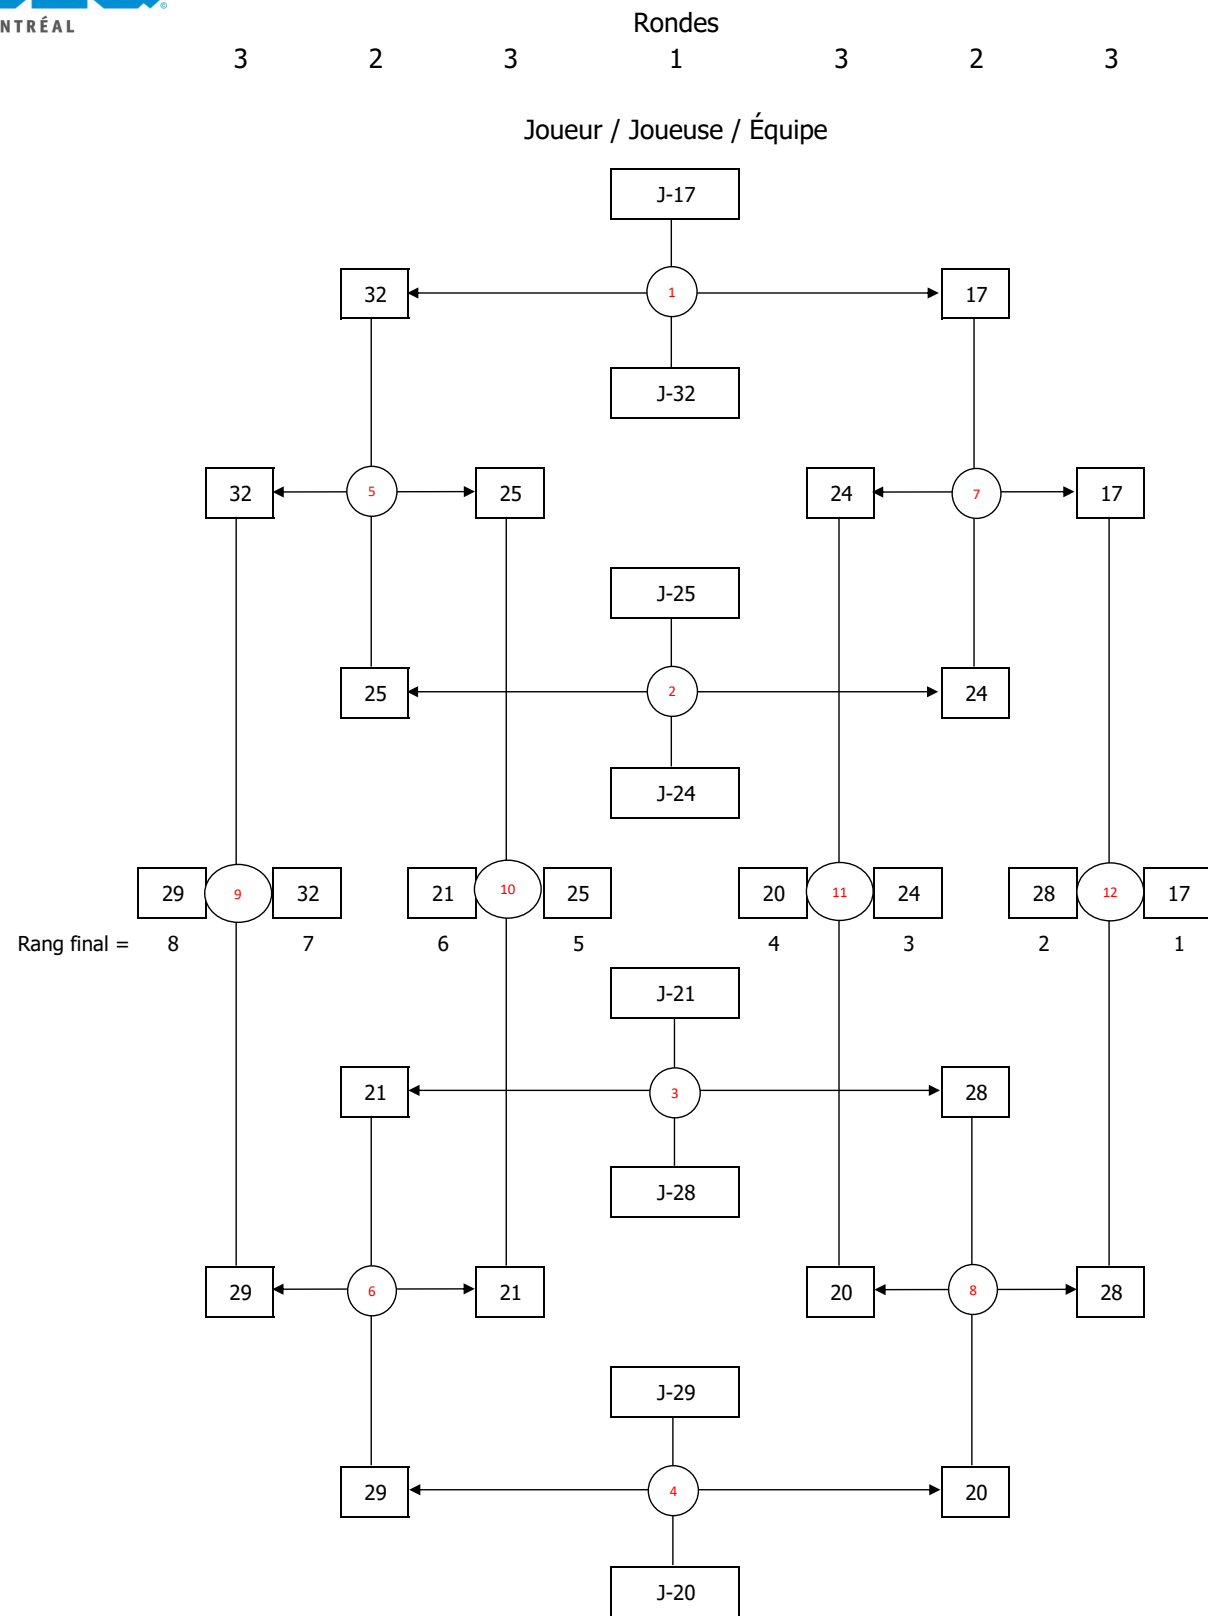 NTRÉAL
Rondes
3 2 3 1 3 2 3
Joueur / Joueuse / Équipe
J-17
32 1 17
J-32
32 5 25 24 7 17
J-25
25 2 24
J-24
29 9 32 21 10 25 20 11 24 28 12 17
Rang final = 8 7 6 5 4 3 2 1
J-21
21 3 28
J-28
29 6 21 20 8 28
J-29
29 4 20
J-20